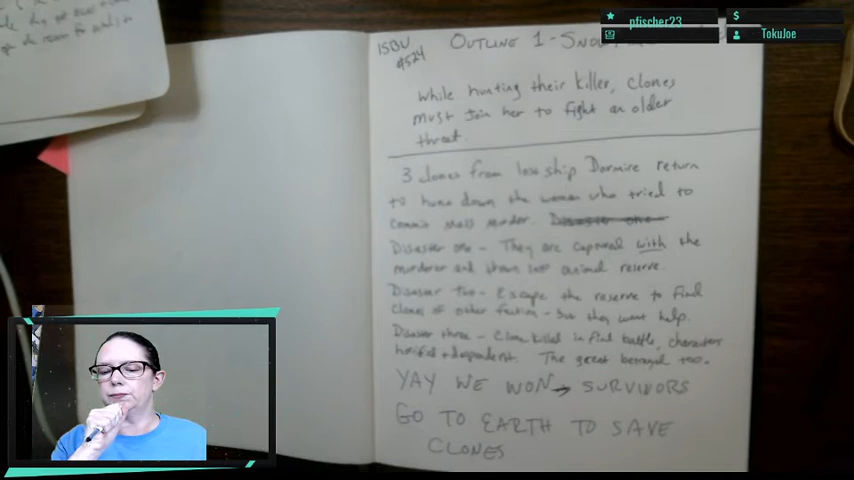 pfischer23
$
TokuJoe
ISBW
#524
OUTLINE 1 - SNOW
While hunting their killer, clones
must join her to fight an older
threat.
3 clones from lost ship Dormire return
to hunt down the woman who tried to
commit mass murder.
Disaster one - They are captured with the
murderer and thrown into animal reserve.
Disaster Two - Escape the reserve to find
clones of other faction - but they want help.
Disaster three - Clone killed in final battle, characters
horrified + despondent. The great betrayal too.
YAY WE WON → SURVIVORS
GO TO EARTH TO SAVE
CLONES